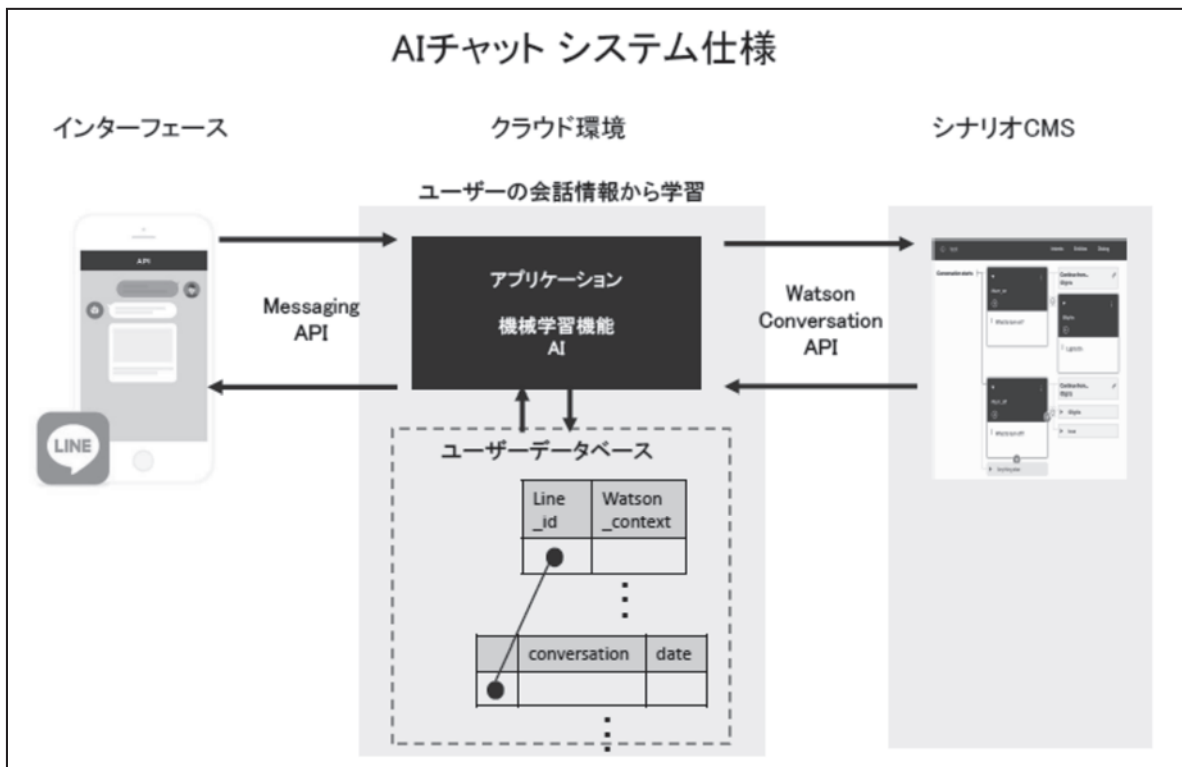 AIチャット システム仕様
インターフェース
クラウド環境
シナリオCMS
ユーザーの会話情報から学習
API
アプリケーション
機械学習機能
AI
Messaging
API
Watson
Conversation
API
LINE
ユーザーデータベース
Line
_id
Watson
_context
conversation
date